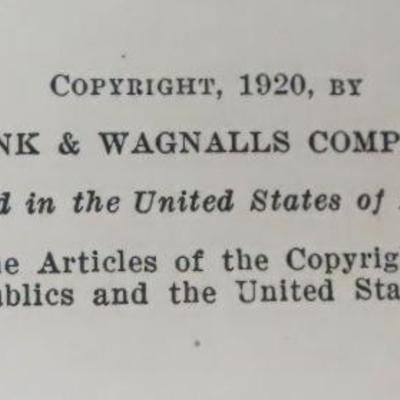 COPYRIGHT, 1920, BY
NK & WAGNALLS COMP
d in the United States of
e Articles of the Copyrig
ublics and the United Sta